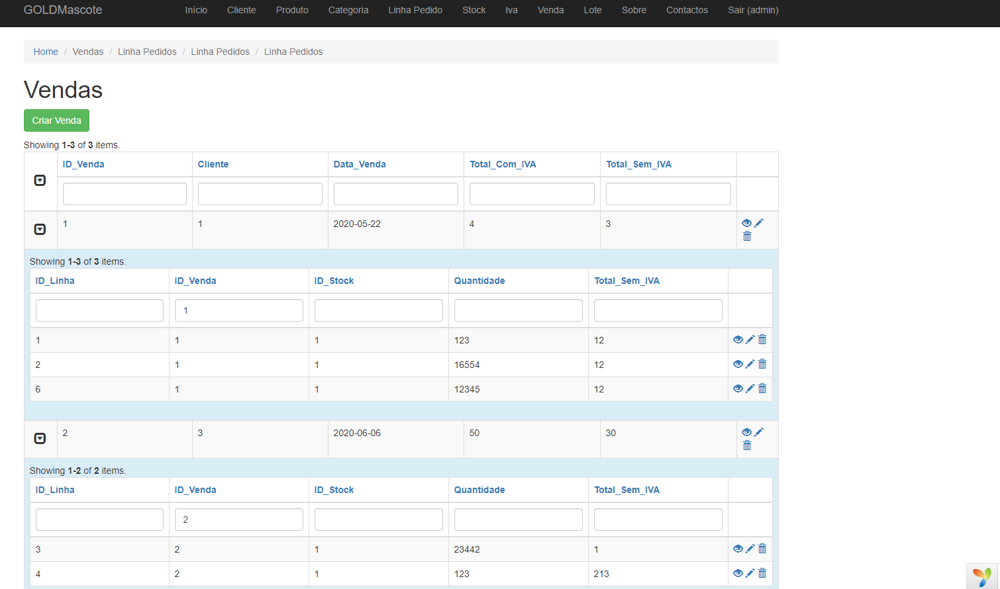 GOLDMascote Início Cliente Produto Categoria Linha Pedido Stock Iva Venda Lote Sobre Contactos Sair (admin)
Home / Vendas / Linha Pedidos / Linha Pedidos / Linha Pedidos
Vendas
Criar Venda
Showing 1-3 of 3 items.
ID_Venda Cliente Data_Venda Total_Com_IVA Total_Sem_IVA
1 1 2020-05-22 4 3
Showing 1-3 of 3 items.
ID_Linha ID_Venda ID_Stock Quantidade Total_Sem_IVA
1
1 1 1 123 12
2 1 1 16554 12
6 1 1 12345 12
2 3 2020-06-06 50 30
Showing 1-2 of 2 items.
ID_Linha ID_Venda ID_Stock Quantidade Total_Sem_IVA
2
3 2 1 23442 1
4 2 1 123 213